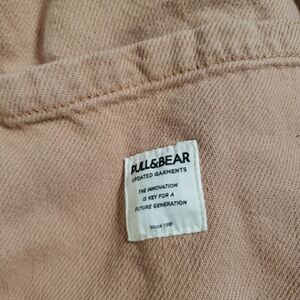 PULL&BEAR
UPDATED GARMENTS
THE INNOVATION
IS KEY FOR A
FUTURE GENERATION
Since 1991